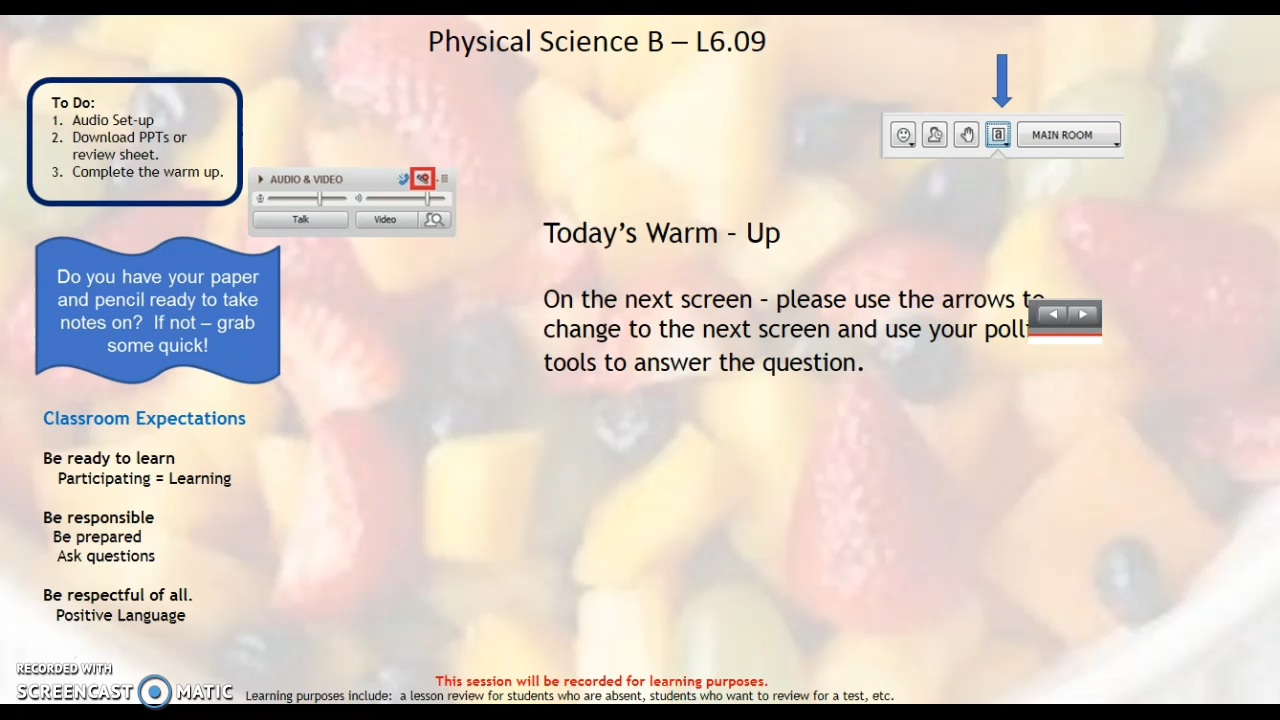 Physical Science B – L6.09
To Do:
1. Audio Set-up
2. Download PPTs or
review sheet.
3. Complete the warm up.
a
MAIN ROOM
AUDIO & VIDEO
Talk
Video
Today's Warm - Up
On the next screen - please use the arrows to
change to the next screen and use your polli
tools to answer the question.
Do you have your paper
and pencil ready to take
notes on? If not – grab
some quick!
Classroom Expectations
Be ready to learn
Participating = Learning
Be responsible
Be prepared
Ask questions
Be respectful of all.
Positive Language
RECORDED WITH
SCREENCAST MATIC
This session will be recorded for learning purposes.
Learning purposes include: a lesson review for students who are absent, students who want to review for a test, etc.